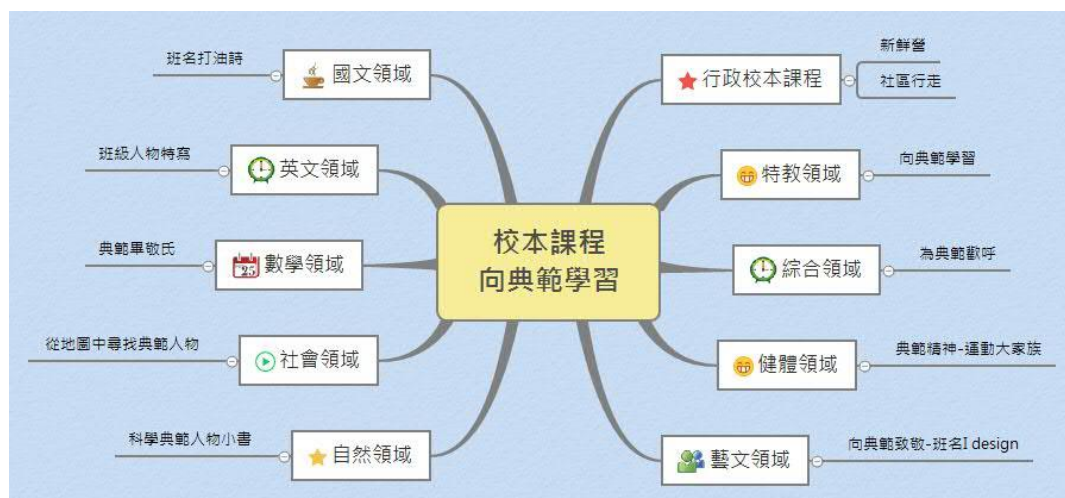 校本課程
向典範學習
國文領域
班名打油詩
英文領域
班級人物特寫
數學領域
典範畢敬氏
社會領域
從地圖中尋找典範人物
自然領域
科學典範人物小書
行政校本課程
新鮮營
社區行走
特教領域
向典範學習
綜合領域
為典範歡呼
健體領域
典範精神-運動大家族
藝文領域
向典範致敬-班名I design
25